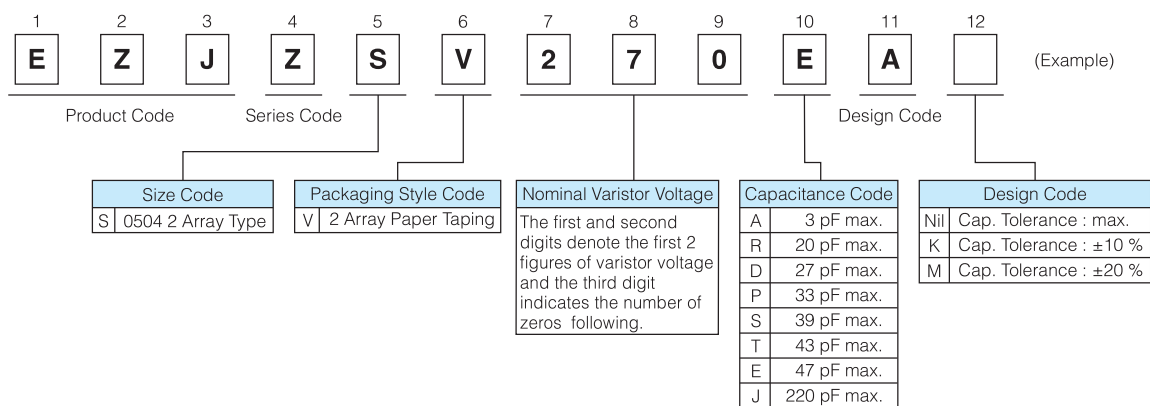 1 2 3 4 5 6 7 8 9 10 11 12
E Z J Z S V 2 7 0 E A (Example)
Product Code Series Code Design Code
Size Code
S 0504 2 Array Type
Packaging Style Code
V 2 Array Paper Taping
Nominal Varistor Voltage
The first and second
digits denote the first 2
figures of varistor voltage
and the third digit
indicates the number of
zeros following.
Capacitance Code
A 3 pF max.
R 20 pF max.
D 27 pF max.
P 33 pF max.
S 39 pF max.
T 43 pF max.
E 47 pF max.
J 220 pF max.
Design Code
Nil Cap. Tolerance : max.
K Cap. Tolerance : ±10 %
M Cap. Tolerance : ±20 %